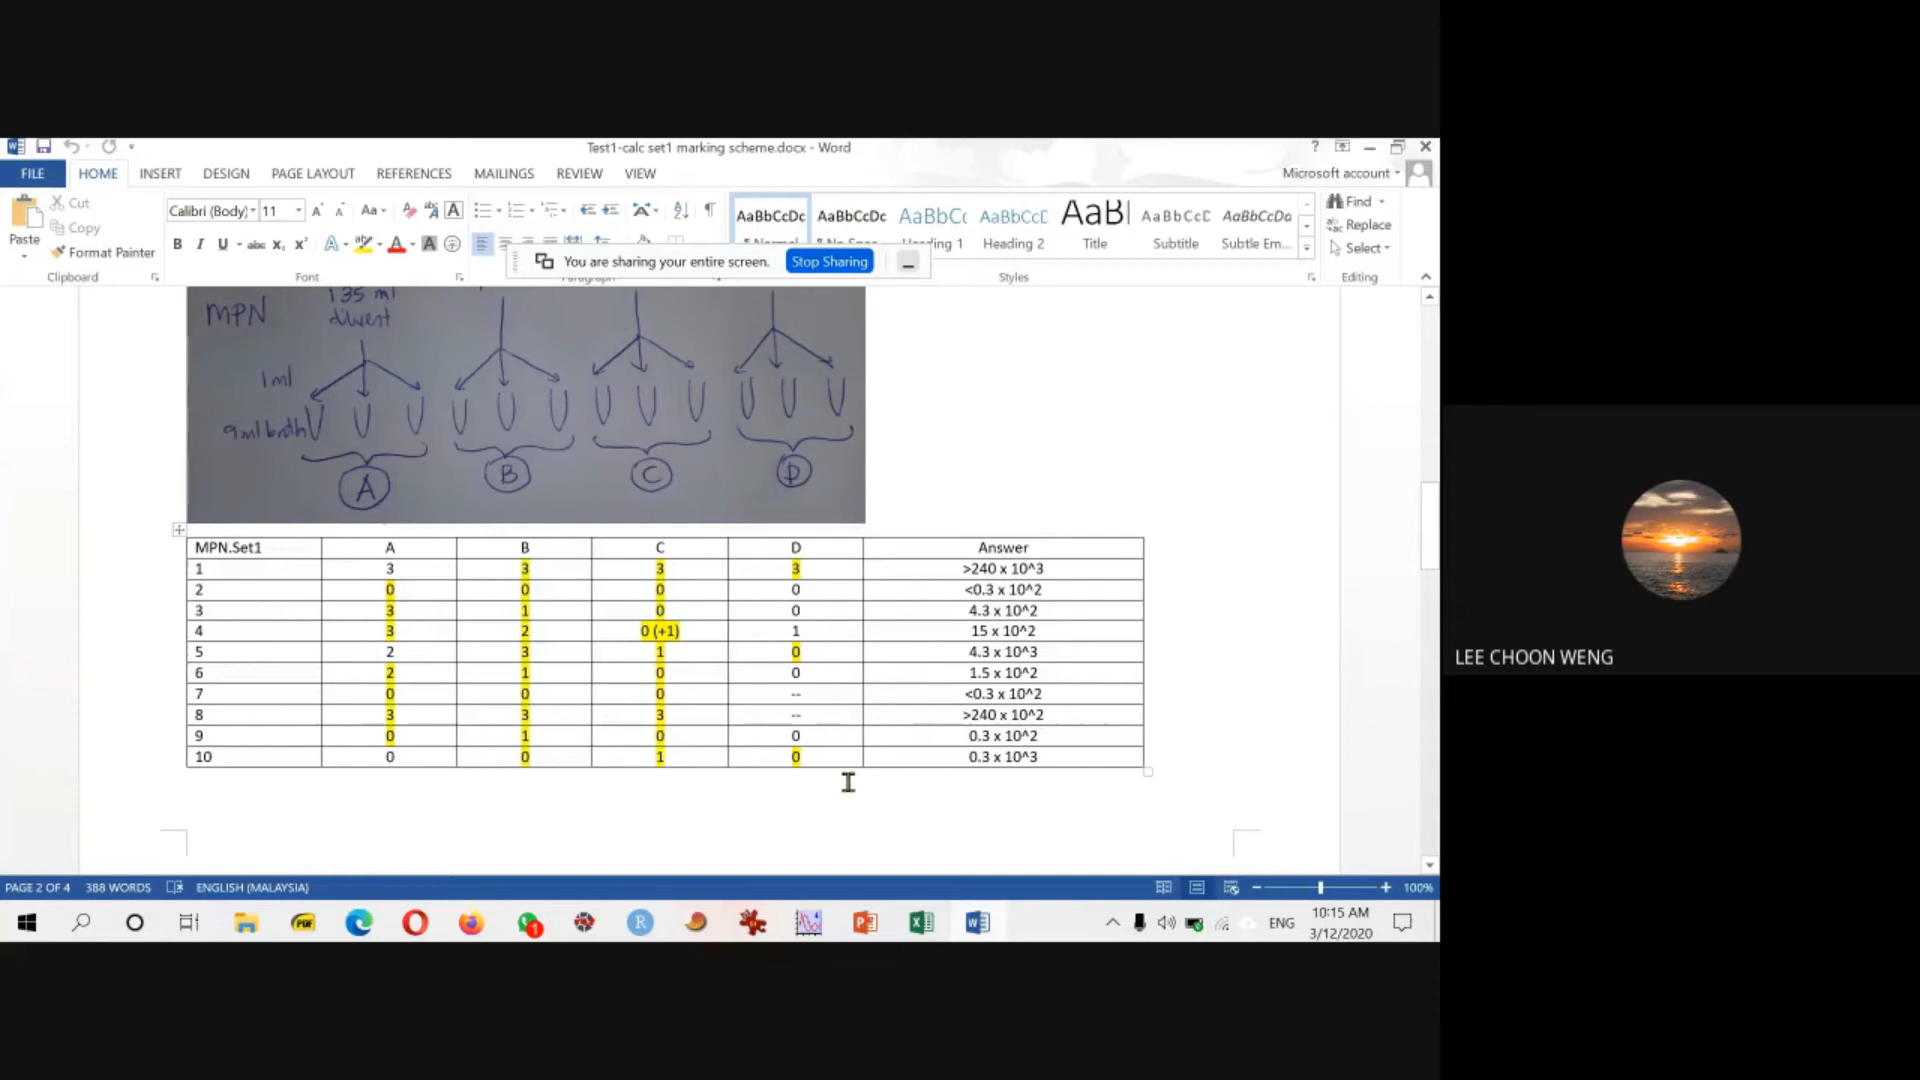 Test1-calc set1 marking scheme.docx - Word
?
FILE HOME INSERT DESIGN PAGE LAYOUT REFERENCES MAILINGS REVIEW VIEW
Microsoft account
Paste
Cut
Copy
Format Painter
Clipboard
Calibri (Body) 11
Font
You are sharing your entire screen. Stop Sharing
AaBbCcDc AaBbCcDc AaBbCc AaBbCcD AaBl AaBbCcD AaBbCcDa
Heading 2 Title Subtitle Subtle Em...
Styles
Find
Replace
Select
Editing
MPN 135 ml
diluent
1ml
9ml broth
A B C D
MPN.Set1 A B C D Answer
1 3 3 3 3 >240 x 10^3
2 0 0 0 0 <0.3 x 10^2
3 3 1 0 0 4.3 x 10^2
4 3 2 0 (+1) 1 15 x 10^2
5 2 3 1 0 4.3 x 10^3
6 2 1 0 0 1.5 x 10^2
7 0 0 0 -- <0.3 x 10^2
8 3 3 3 -- >240 x 10^2
9 0 1 0 0 0.3 x 10^2
10 0 0 1 0 0.3 x 10^3
PAGE 2 OF 4 388 WORDS ENGLISH (MALAYSIA) 100%
ENG
10:15 AM
3/12/2020
LEE CHOON WENG